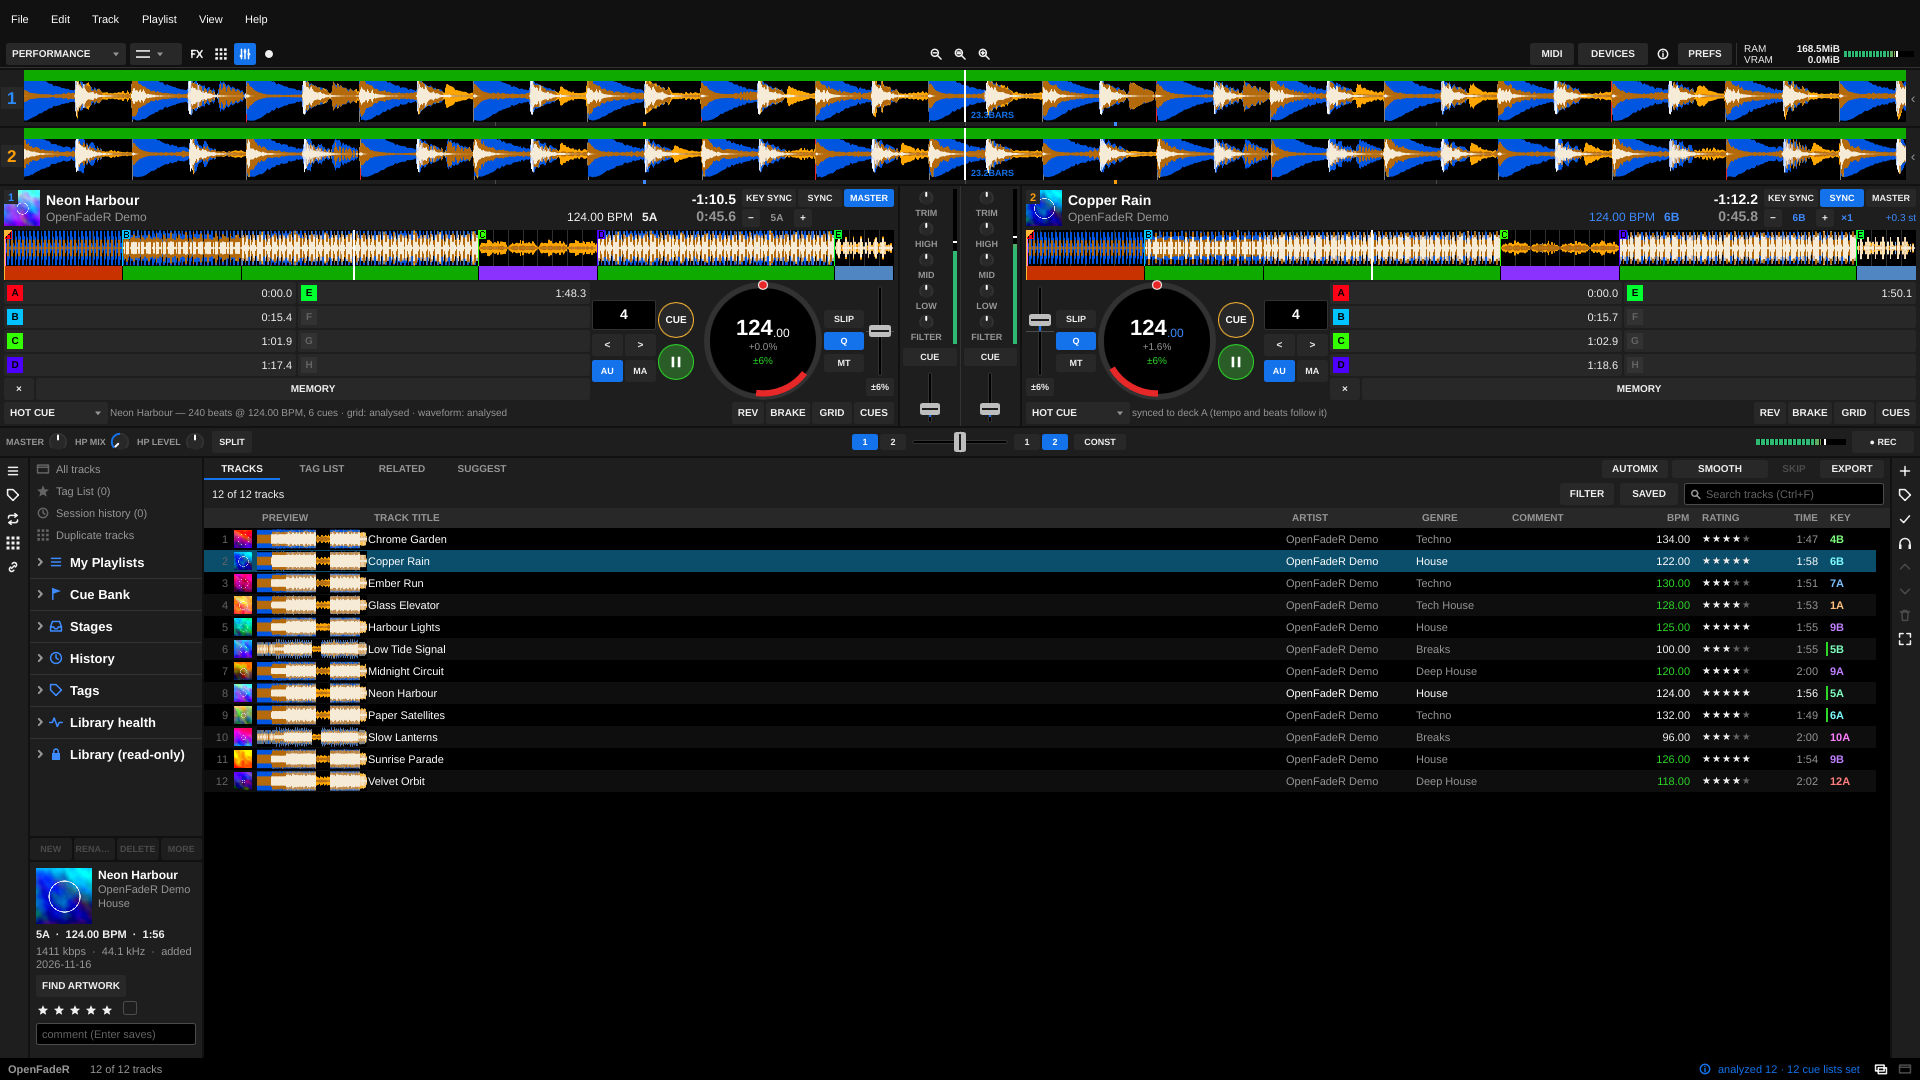 File Edit Track Playlist View Help
PERFORMANCE FX MIDI DEVICES PREFS RAM 168.5MiB
VRAM 0.0MiB
1
23.3BARS
2
23.2BARS
1 Neon Harbour -1:10.5 KEY SYNC SYNC MASTER
OpenFadeR Demo 124.00 BPM 5A 0:45.6 − 5A +
B C D E
A 0:00.0 E 1:48.3
B 0:15.4 F
C 1:01.9 G
D 1:17.4 H
× MEMORY
4 CUE
< >
AU MA
124.00
+0.0%
±6%
SLIP
Q
MT
±6%
HOT CUE Neon Harbour — 240 beats @ 124.00 BPM, 6 cues · grid: analysed · waveform: analysed REV BRAKE GRID CUES
TRIM TRIM
HIGH HIGH
MID MID
LOW LOW
FILTER FILTER
CUE CUE
2 Copper Rain -1:12.2 KEY SYNC SYNC MASTER
OpenFadeR Demo 124.00 BPM 6B 0:45.8 − 6B + ×1 +0.3 st
B C D E
SLIP
Q
MT
±6%
124.00
+1.6%
±6%
CUE 4
< >
AU MA
A 0:00.0 E 1:50.1
B 0:15.7 F
C 1:02.9 G
D 1:18.6 H
× MEMORY
HOT CUE synced to deck A (tempo and beats follow it) REV BRAKE GRID CUES
MASTER HP MIX HP LEVEL SPLIT 1 2 1 2 CONST ● REC
All tracks
Tag List (0)
Session history (0)
Duplicate tracks
My Playlists
Cue Bank
Stages
History
Tags
Library health
Library (read-only)
NEW RENA... DELETE MORE
Neon Harbour
OpenFadeR Demo
House
5A · 124.00 BPM · 1:56
1411 kbps · 44.1 kHz · added
2026-11-16
FIND ARTWORK
★ ★ ★ ★ ★
comment (Enter saves)
TRACKS TAG LIST RELATED SUGGEST AUTOMIX SMOOTH SKIP EXPORT
12 of 12 tracks FILTER SAVED Search tracks (Ctrl+F)
PREVIEW TRACK TITLE ARTIST GENRE COMMENT BPM RATING TIME KEY
1 Chrome Garden OpenFadeR Demo Techno 134.00 ★★★★★ 1:47 4B
2 Copper Rain OpenFadeR Demo House 122.00 ★★★★★ 1:58 6B
3 Ember Run OpenFadeR Demo Techno 130.00 ★★★★★ 1:51 7A
4 Glass Elevator OpenFadeR Demo Tech House 128.00 ★★★★★ 1:53 1A
5 Harbour Lights OpenFadeR Demo House 125.00 ★★★★★ 1:55 9B
6 Low Tide Signal OpenFadeR Demo Breaks 100.00 ★★★★★ 1:55 5B
7 Midnight Circuit OpenFadeR Demo Deep House 120.00 ★★★★★ 2:00 9A
8 Neon Harbour OpenFadeR Demo House 124.00 ★★★★★ 1:56 5A
9 Paper Satellites OpenFadeR Demo Techno 132.00 ★★★★★ 1:49 6A
10 Slow Lanterns OpenFadeR Demo Breaks 96.00 ★★★★★ 2:00 10A
11 Sunrise Parade OpenFadeR Demo House 126.00 ★★★★★ 1:54 9B
12 Velvet Orbit OpenFadeR Demo Deep House 118.00 ★★★★★ 2:02 12A
OpenFadeR 12 of 12 tracks analyzed 12 · 12 cue lists set